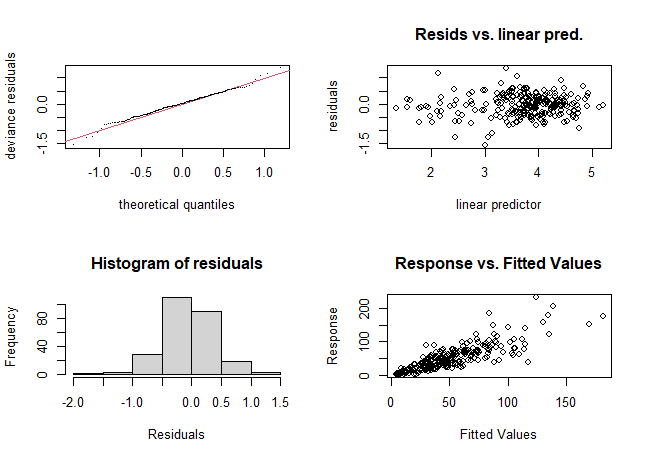 deviance residuals
0.0
-1.5
-1.0
-0.5
0.0
0.5
1.0
theoretical quantiles
Resids vs. linear pred.
residuals
0.0
-1.5
2
3
4
5
linear predictor
Histogram of residuals
Frequency
80
40
0
-2.0
-1.0
0.0
0.5
1.0
1.5
Residuals
Response vs. Fitted Values
Response
200
100
0
0
50
100
150
Fitted Values